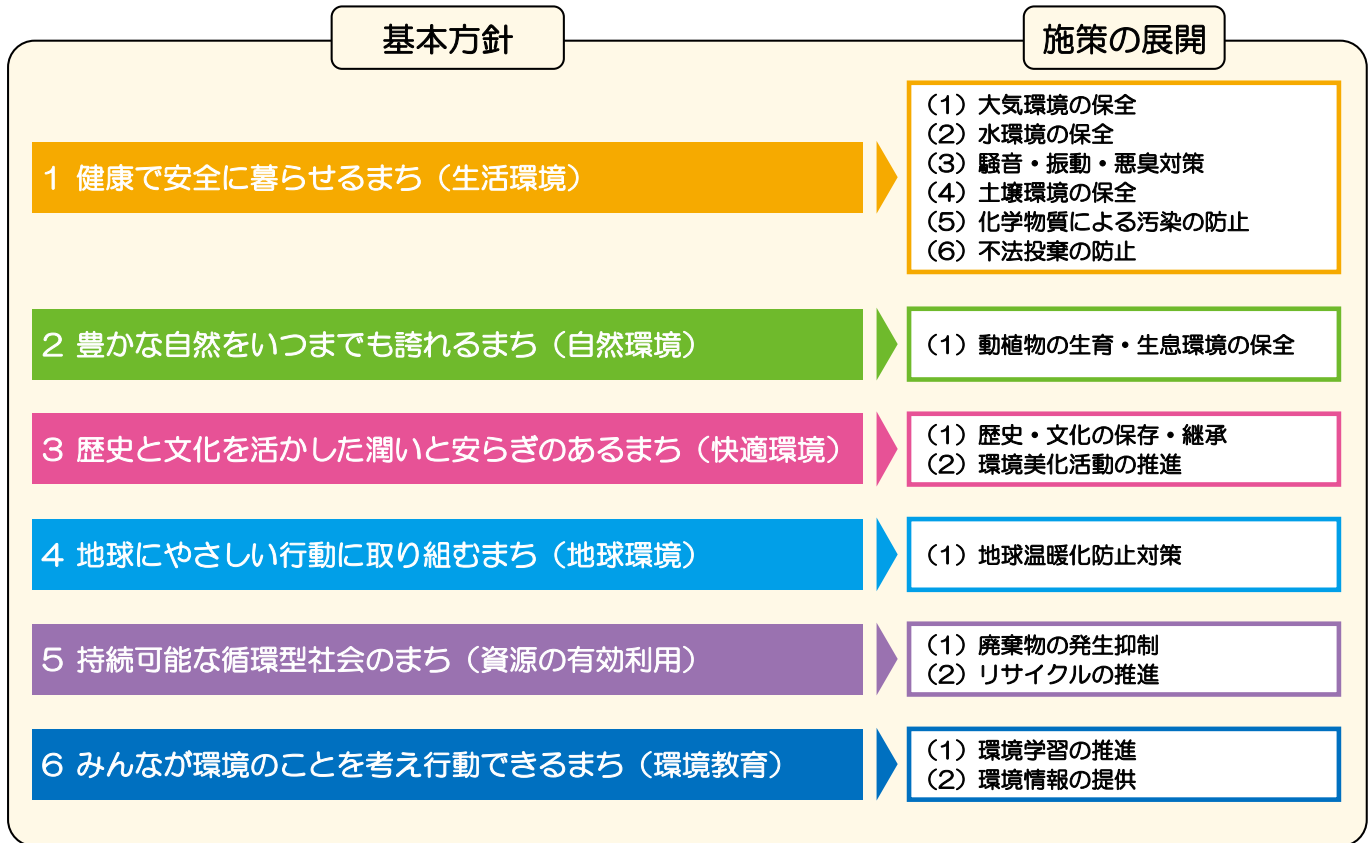 基本方針
施策の展開
1 健康で安全に暮らせるまち（生活環境）
（1）大気環境の保全
（2）水環境の保全
（3）騒音・振動・悪臭対策
（4）土壌環境の保全
（5）化学物質による汚染の防止
（6）不法投棄の防止
2 豊かな自然をいつまでも誇れるまち（自然環境）
（1）動植物の生育・生息環境の保全
3 歴史と文化を活かした潤いと安らぎのあるまち（快適環境）
（1）歴史・文化の保存・継承
（2）環境美化活動の推進
4 地球にやさしい行動に取り組むまち（地球環境）
（1）地球温暖化防止対策
5 持続可能な循環型社会のまち（資源の有効利用）
（1）廃棄物の発生抑制
（2）リサイクルの推進
6 みんなが環境のことを考え行動できるまち（環境教育）
（1）環境学習の推進
（2）環境情報の提供